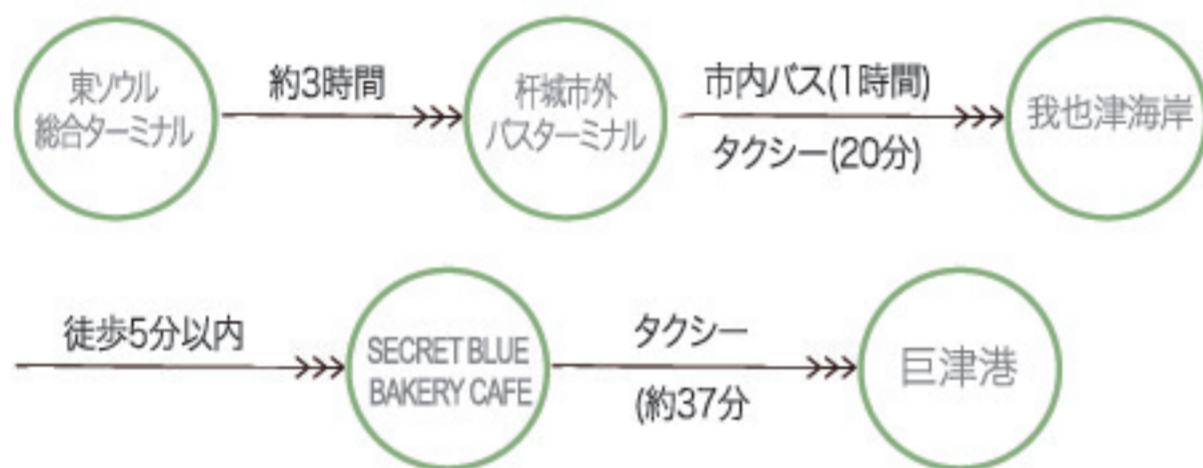 東ソウル
総合ターミナル
約3時間
杆城市外
バスターミナル
市内バス(1時間)
タクシー(20分)
我也津海岸
徒歩5分以内
SECRET BLUE
BAKERY CAFE
タクシー
(約37分
巨津港